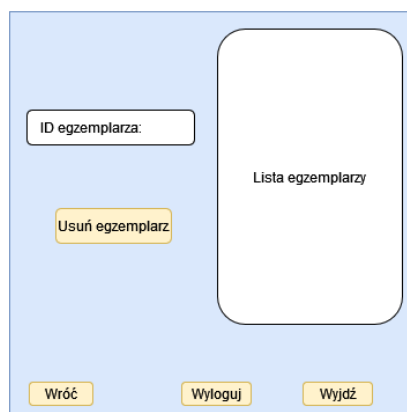 ID egzemplarza:
Lista egzemplarzy
Usuń egzemplarz
Wróć
Wyloguj
Wyjdź